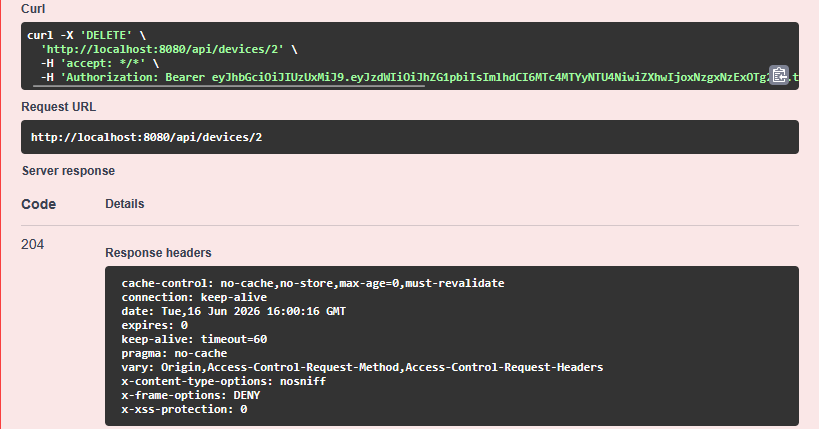 Curl
curl -X 'DELETE' \
'http://localhost:8080/api/devices/2' \
-H 'accept: */*' \
-H 'Authorization: Bearer
Request URL
http://localhost:8080/api/devices/2
Server response
Code Details
204
Response headers
cache-control: no-cache,no-store,max-age=0,must-revalidate
connection: keep-alive
date: Tue,16 Jun 2026 16:00:16 GMT
expires: 0
keep-alive: timeout=60
pragma: no-cache
vary: Origin,Access-Control-Request-Method,Access-Control-Request-Headers
x-content-type-options: nosniff
x-frame-options: DENY
x-xss-protection: 0